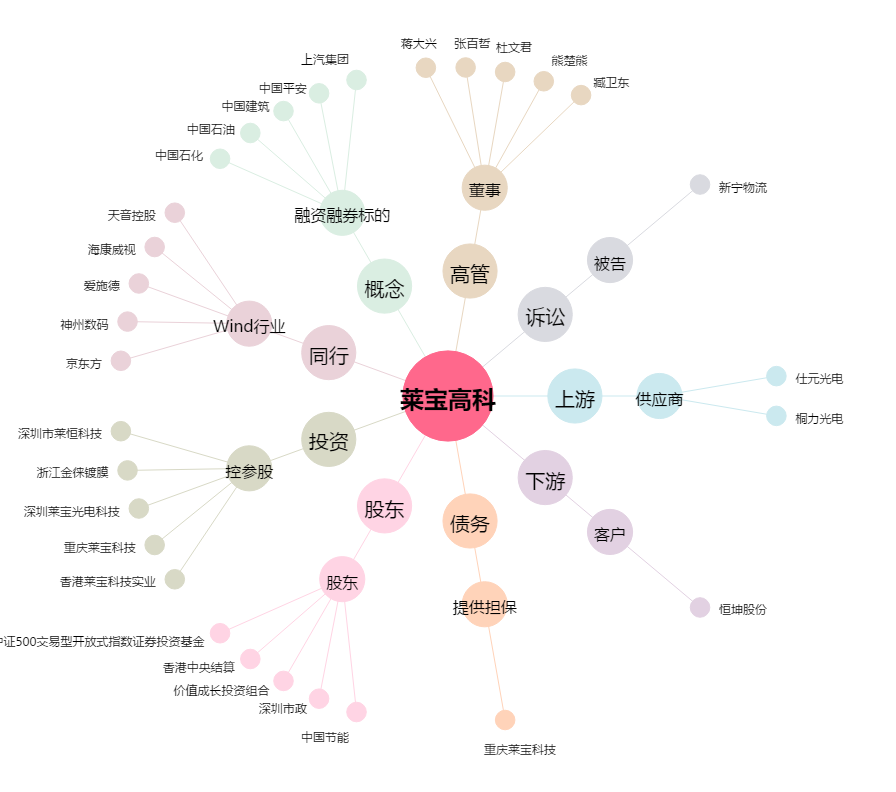 蒋大兴
张百哲
杜文君
熊楚熊
臧卫东
董事
高管
上汽集团
中国平安
中国建筑
中国石油
中国石化
融资融券标的
概念
新宁物流
被告
诉讼
天音控股
海康威视
爱施德
神州数码
京东方
Wind行业
同行
莱宝高科
上游
供应商
仕元光电
桐力光电
深圳市莱恒科技
浙江金徕镀膜
深圳莱宝光电科技
重庆莱宝科技
香港莱宝科技实业
控参股
投资
下游
客户
恒坤股份
股东
股东
证500交易型开放式指数证券投资基金
香港中央结算
价值成长投资组合
深圳市政
中国节能
债务
提供担保
重庆莱宝科技